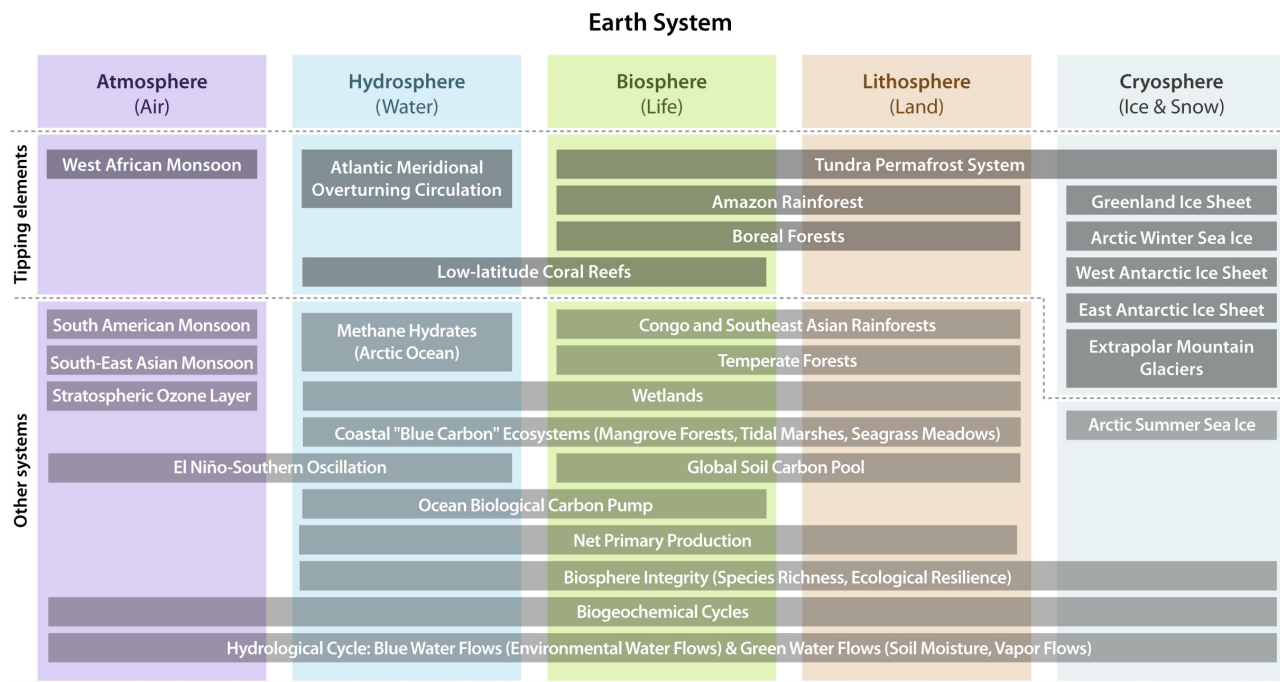 Earth System
Atmosphere
(Air)
Hydrosphere
(Water)
Biosphere
(Life)
Lithosphere
(Land)
Cryosphere
(Ice & Snow)
Tipping elements
West African Monsoon
Atlantic Meridional
Overturning Circulation
Tundra Permafrost System
Amazon Rainforest
Greenland Ice Sheet
Boreal Forests
Arctic Winter Sea Ice
Low-latitude Coral Reefs
West Antarctic Ice Sheet
East Antarctic Ice Sheet
Extrapolar Mountain
Glaciers
Other systems
South American Monsoon
Methane Hydrates
(Arctic Ocean)
Congo and Southeast Asian Rainforests
South-East Asian Monsoon
Temperate Forests
Stratospheric Ozone Layer
Wetlands
Coastal "Blue Carbon" Ecosystems (Mangrove Forests, Tidal Marshes, Seagrass Meadows)
Arctic Summer Sea Ice
El Niño-Southern Oscillation
Global Soil Carbon Pool
Ocean Biological Carbon Pump
Net Primary Production
Biosphere Integrity (Species Richness, Ecological Resilience)
Biogeochemical Cycles
Hydrological Cycle: Blue Water Flows (Environmental Water Flows) & Green Water Flows (Soil Moisture, Vapor Flows)